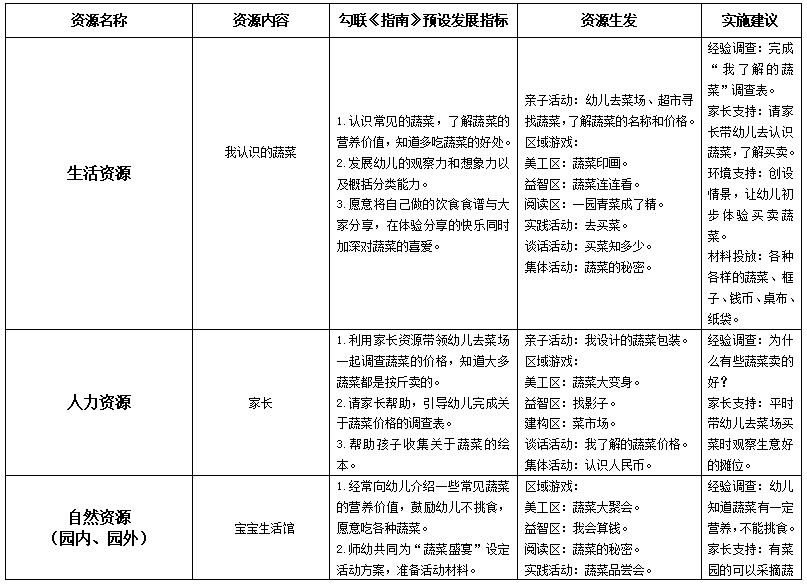 资源名称
资源内容
勾联《指南》预设发展指标
资源生发
实施建议
生活资源
我认识的蔬菜
1.认识常见的蔬菜，了解蔬菜的
营养价值，知道多吃蔬菜的好处。
2.发展幼儿的观察力和想象力以
及概括分类能力。
3.愿意将自己做的饮食食谱与大
家分享，在体验分享的快乐同时
加深对蔬菜的喜爱。
亲子活动：幼儿去菜场、超市寻
找蔬菜，了解蔬菜的名称和价格。
区域游戏：
美工区：蔬菜印画。
益智区：蔬菜连连看。
阅读区：一园青菜成了精。
实践活动：去买菜。
谈话活动：买菜知多少。
集体活动：蔬菜的秘密。
经验调查：完成
“我了解的蔬
菜”调查表。
家长支持：请家
长带幼儿去认识
蔬菜，了解买卖。
环境支持：创设
情景，让幼儿初
步体验买卖蔬
菜。
材料投放：各种
各样的蔬菜、框
子、钱币、桌布、
纸袋。
人力资源
家长
1.利用家长资源带领幼儿去菜场
一起调查蔬菜的价格，知道大多
蔬菜都是按斤卖的。
2.请家长帮助，引导幼儿完成关
于蔬菜价格的调查表。
3.帮助孩子收集关于蔬菜的绘
本。
亲子活动：我设计的蔬菜包装。
区域游戏：
美工区：蔬菜大变身。
益智区：找影子。
建构区：菜市场。
谈话活动：我了解的蔬菜价格。
集体活动：认识人民币。
经验调查：为什
么有些蔬菜卖的
好？
家长支持：平时
带幼儿去菜场买
菜时观察生意好
的摊位。
自然资源
（园内、园外）
宝宝生活馆
1.经常向幼儿介绍一些常见蔬菜
的营养价值，鼓励幼儿不挑食，
愿意吃各种蔬菜。
2.师幼共同为“蔬菜盛宴”设定
活动方案，准备活动材料。
区域游戏：
美工区：蔬菜大聚会。
益智区：我会算钱。
阅读区：蔬菜的秘密。
实践活动：蔬菜品尝会。
经验调查：幼儿
知道蔬菜有一定
营养，不能挑食。
家长支持：有菜
园的可以采摘蔬